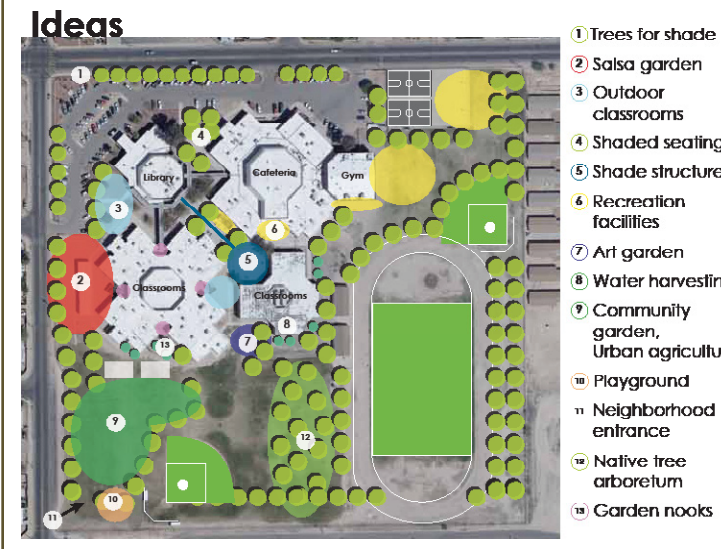 Ideas
1 Trees for shade
2 Salsa garden
3 Outdoor
classrooms
4 Shaded seating
5 Shade structure
6 Recreation
facilities
7 Art garden
8 Water harvestin
9 Community
garden,
Urban agricultu
10 Playground
11 Neighborhood
entrance
12 Native tree
arboretum
13 Garden nooks
1
4
Library
Cafeteria
Gym
3
6
5
2
Classrooms
Classrooms
8
13
7
9
12
10
11